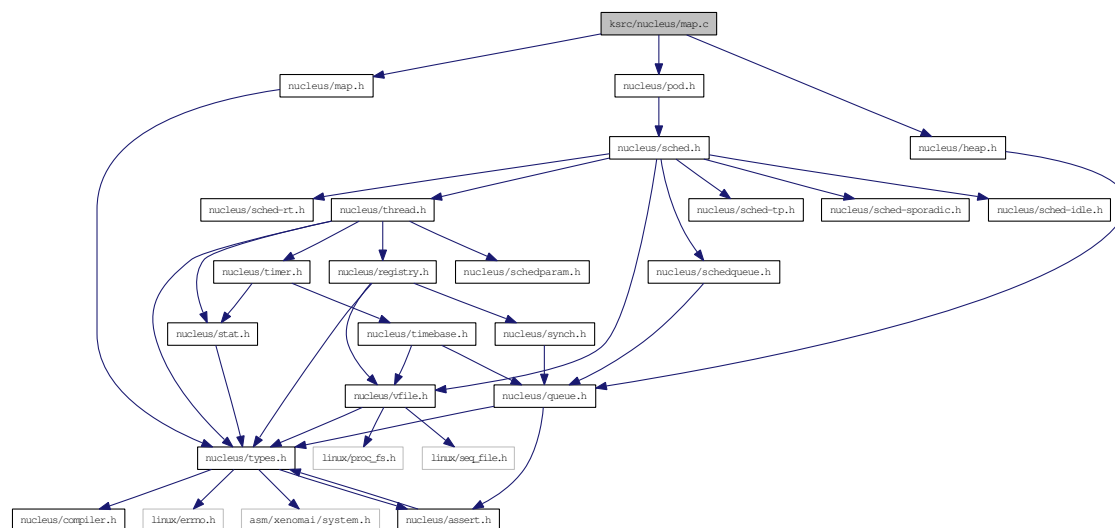 ksrc/nucleus/map.c
nucleus/map.h
nucleus/pod.h
nucleus/sched.h
nucleus/heap.h
nucleus/sched-rt.h
nucleus/thread.h
nucleus/sched-tp.h
nucleus/sched-sporadic.h
nucleus/sched-idle.h
nucleus/timer.h
nucleus/registry.h
nucleus/schedparam.h
nucleus/schedqueue.h
nucleus/stat.h
nucleus/timebase.h
nucleus/synch.h
nucleus/vfile.h
nucleus/queue.h
nucleus/types.h
linux/proc_fs.h
linux/seq_file.h
nucleus/compiler.h
linux/errno.h
asm/xenomai/system.h
nucleus/assert.h